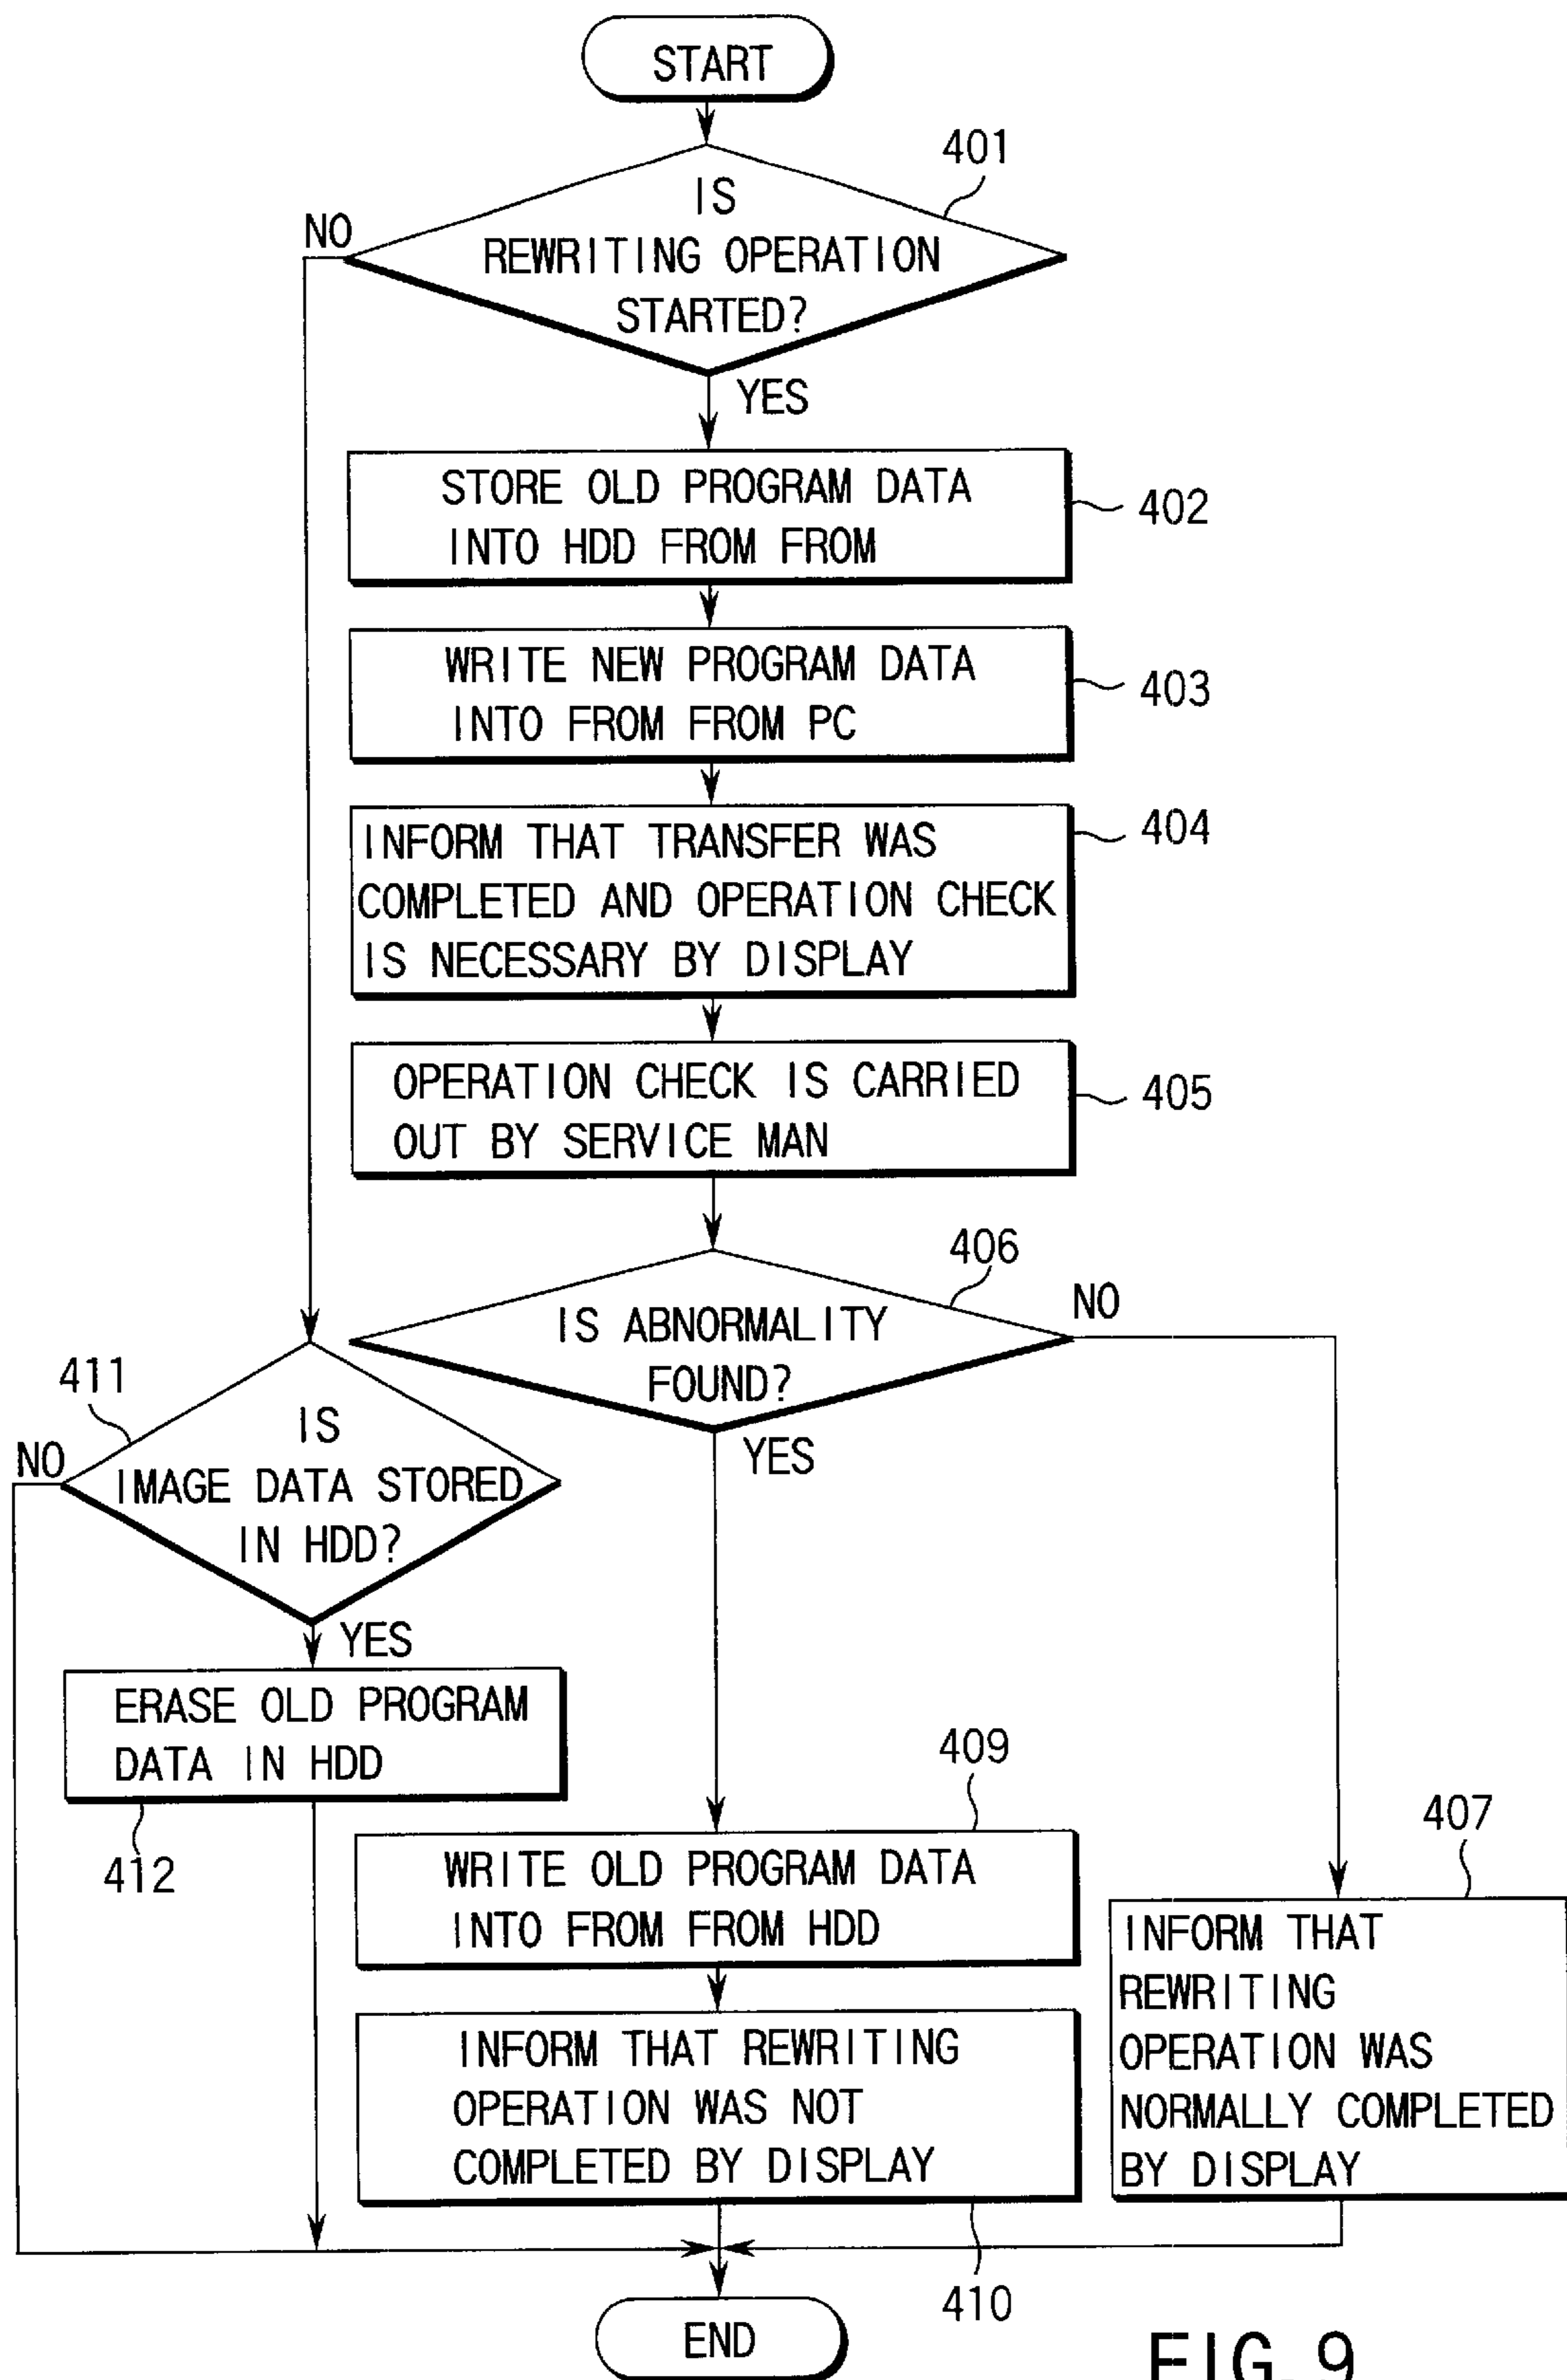 START
401
IS
REWRITING OPERATION
STARTED?
NO
YES
STORE OLD PROGRAM DATA
INTO HDD FROM FROM
402
WRITE NEW PROGRAM DATA
INTO FROM FROM PC
403
INFORM THAT TRANSFER WAS
COMPLETED AND OPERATION CHECK
IS NECESSARY BY DISPLAY
404
OPERATION CHECK IS CARRIED
OUT BY SERVICE MAN
405
406
IS ABNORMALITY
FOUND?
NO
YES
411
IS
IMAGE DATA STORED
IN HDD?
NO
YES
ERASE OLD PROGRAM
DATA IN HDD
412
409
WRITE OLD PROGRAM DATA
INTO FROM FROM HDD
407
INFORM THAT
REWRITING
OPERATION WAS
NORMALLY COMPLETED
BY DISPLAY
INFORM THAT REWRITING
OPERATION WAS NOT
COMPLETED BY DISPLAY
410
END
FIG. 9